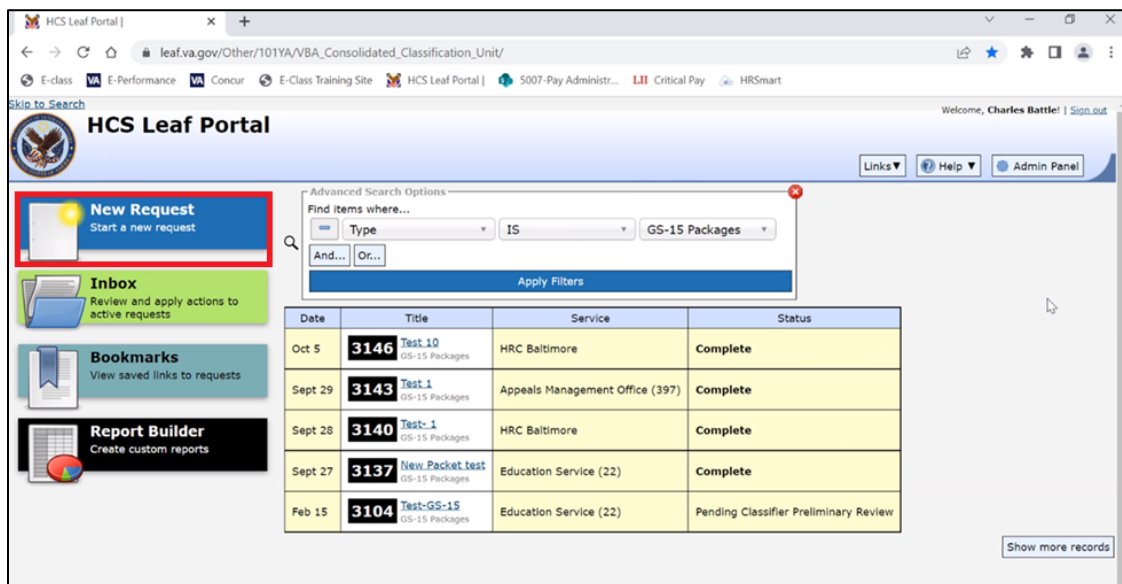 HCS Leaf Portal |
leaf.va.gov/Other/101YA/VBA_Consolidated_Classification_Unit/
E-class VA E-Performance VA Concur E-Class Training Site HCS Leaf Portal | 5007-Pay Administr... LII Critical Pay HRSmart
Skip to Search
Welcome, Charles Battle! | Sign out
HCS Leaf Portal
Links▼ Help ▼ Admin Panel
New Request
Start a new request
Inbox
Review and apply actions to
active requests
Bookmarks
View saved links to requests
Report Builder
Create custom reports
Advanced Search Options
Find items where...
Type IS GS-15 Packages
And... Or...
Apply Filters
Date Title Service Status
Oct 5 3146 Test 10 HRC Baltimore Complete
GS-15 Packages
Sept 29 3143 Test 1 Appeals Management Office (397) Complete
GS-15 Packages
Sept 28 3140 Test- 1 HRC Baltimore Complete
GS-15 Packages
Sept 27 3137 New Packet test Education Service (22) Complete
GS-15 Packages
Feb 15 3104 Test-GS-15 Education Service (22) Pending Classifier Preliminary Review
GS-15 Packages
Show more records